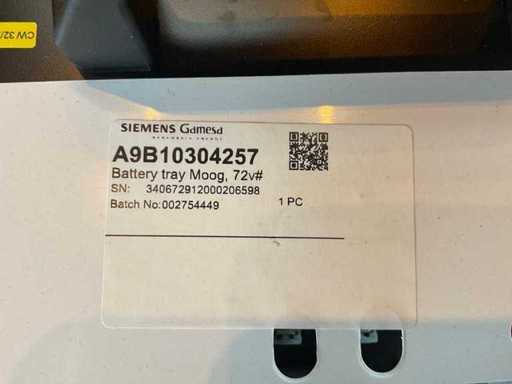 CW 32/
SIEMENS Gamesa
RENEWABLE ENERGY
A9B10304257
Battery tray Moog, 72v#
SN: 340672912000206598
Batch No:002754449 1 PC